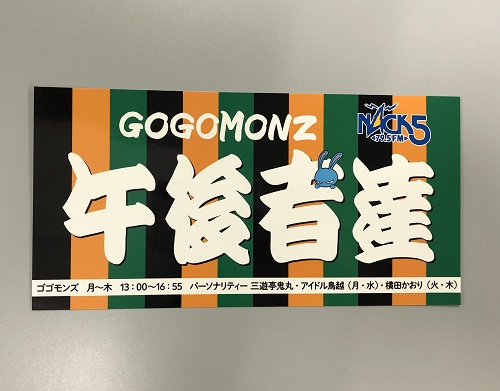 GOGOMONZ
NACK5
79.5FM
午後者産
ゴゴモンズ 月〜木 13：00〜16：55 パーソナリティー 三遊亭鬼丸・アイドル鳥越（月・水）・横田かおり（火・木）